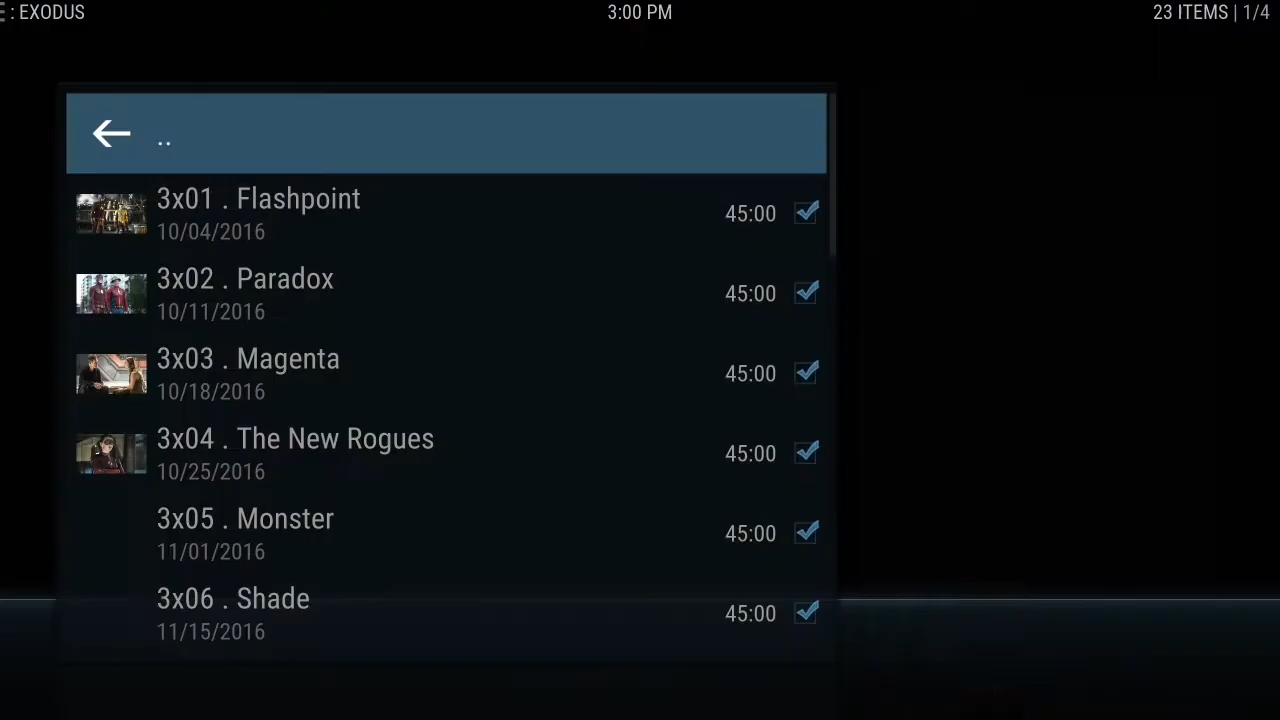 : EXODUS
3:00 PM
23 ITEMS | 1/4
..
3x01 . Flashpoint
45:00
10/04/2016
3x02 . Paradox
45:00
10/11/2016
3x03 . Magenta
45:00
10/18/2016
3x04 . The New Rogues
45:00
10/25/2016
3x05 . Monster
45:00
11/01/2016
3x06 . Shade
45:00
11/15/2016